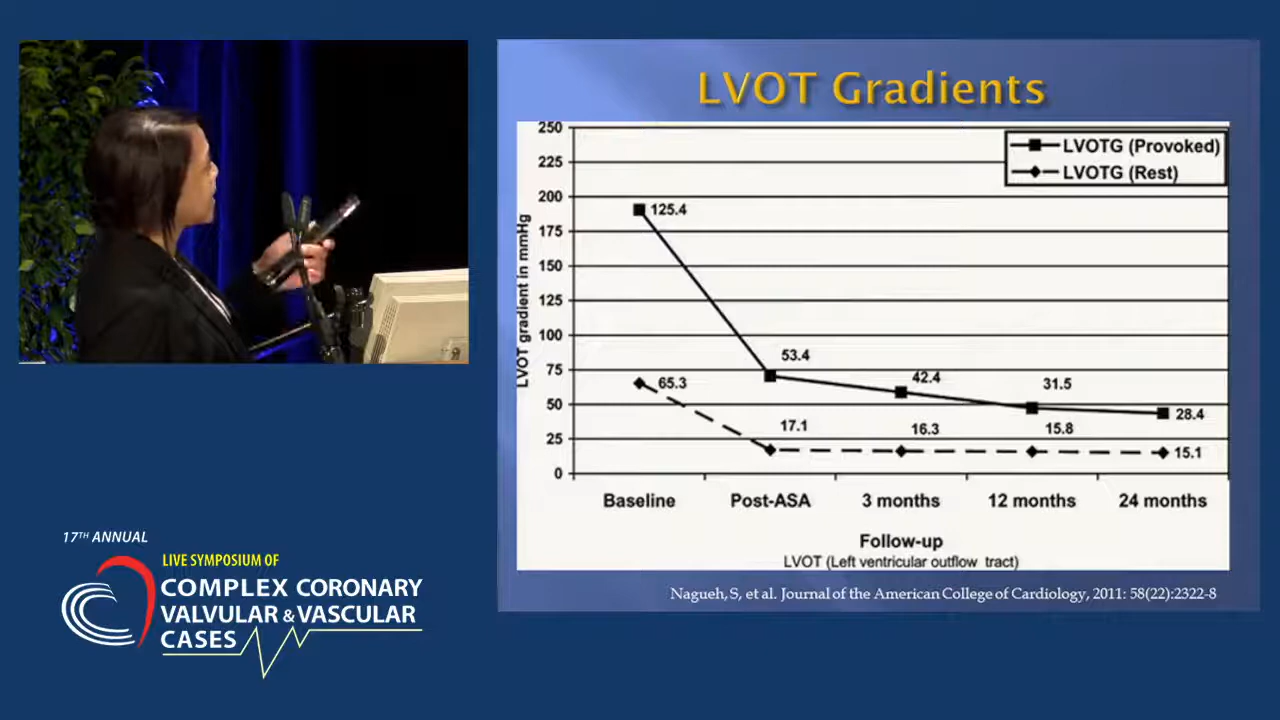 LVOT Gradients
LVOT gradient in mmHg
250
225
200
175
150
125
100
75
50
25
0
LVOTG (Provoked)
LVOTG (Rest)
125.4
53.4
42.4
31.5
28.4
65.3
17.1
16.3
15.8
15.1
Baseline
Post-ASA
3 months
12 months
24 months
Follow-up
LVOT (Left ventricular outflow tract)
Nagueh, S, et al. Journal of the American College of Cardiology, 2011: 58(22):2322-8
17TH ANNUAL
LIVE SYMPOSIUM OF
COMPLEX CORONARY
VALVULAR & VASCULAR
CASES